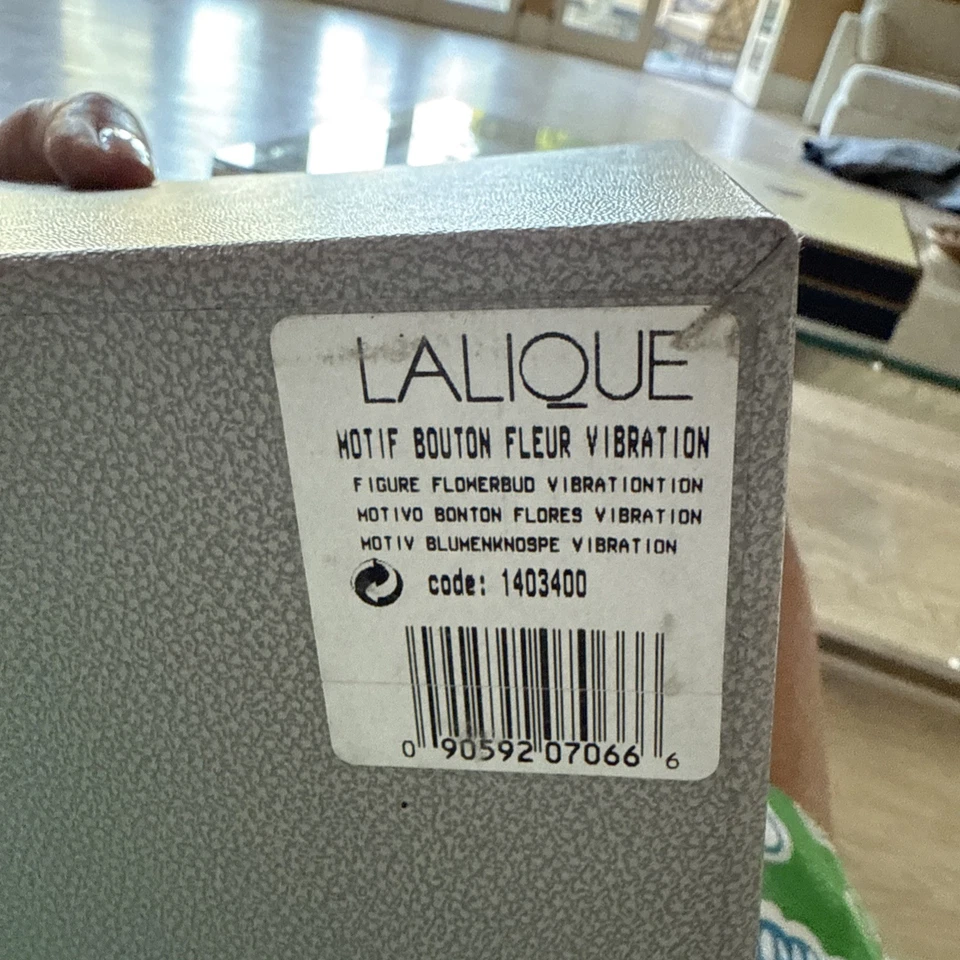 LALIQUE
MOTIF BOUTON FLEUR VIBRATION
FIGURE FLOWERBUD VIBRATIONTION
MOTIVO BONTON FLORES VIBRATION
MOTIV BLUMENKNOSPE VIBRATION
code: 1403400
0 90592 07066 6